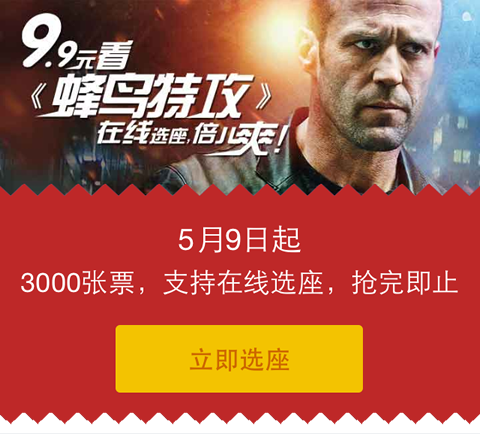 9.9元看
《蜂鸟特攻》
在线选座,倍儿爽!
5月9日起
3000张票，支持在线选座，抢完即止
立即选座